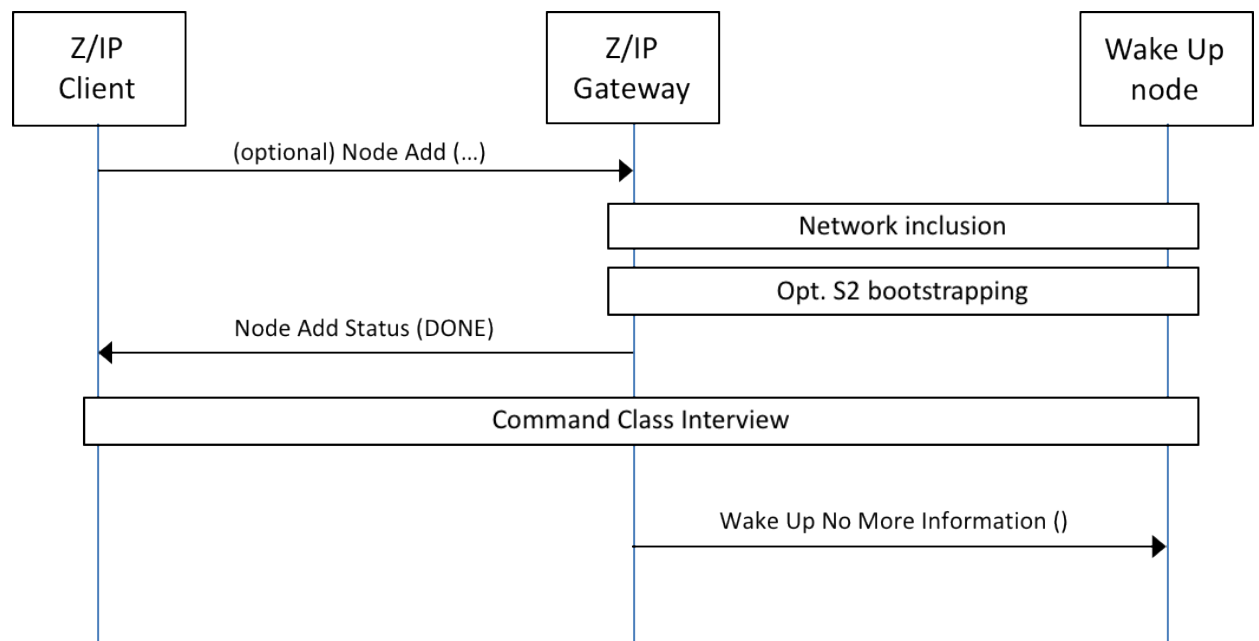 Z/IP
Client
Z/IP
Gateway
Wake Up
node
(optional) Node Add (...)
Network inclusion
Opt. S2 bootstrapping
Node Add Status (DONE)
Command Class Interview
Wake Up No More Information ()